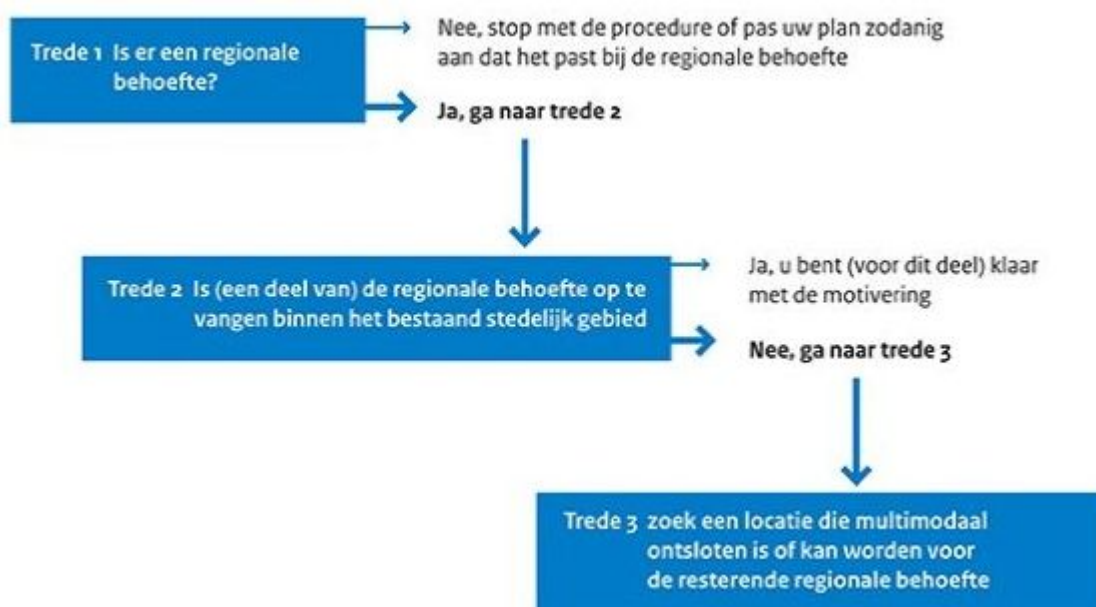 Trede 1 Is er een regionale
behoefte?
Nee, stop met de procedure of pas uw plan zodanig
aan dat het past bij de regionale behoefte
Ja, ga naar trede 2
Trede 2 Is (een deel van) de regionale behoefte op te
vangen binnen het bestaand stedelijk gebied
Ja, u bent (voor dit deel) klaar
met de motivering
Nee, ga naar trede 3
Trede 3 zoek een locatie die multimodaal
ontsloten is of kan worden voor
de resterende regionale behoefte